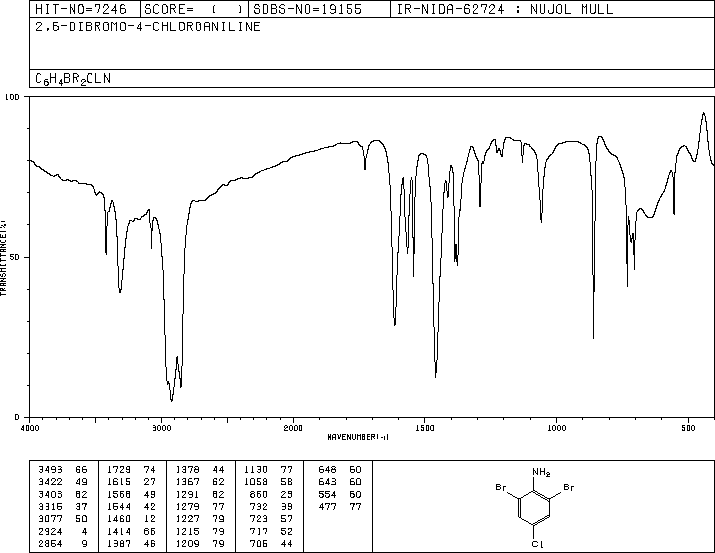 HIT-NO=7246 SCORE= ( ) SDBS-NO=19155 IR-NIDA-62724 : NUJOL MULL
2,6-DIBROMO-4-CHLOROANILINE
C6H4BR2CLN
100
TRANSMITTANCE(%)
50
0
4000 3000 2000 1500 1000 500
WAVENUMBER(-1)
3493 66 1729 74 1378 44 1130 77 648 60
3422 49 1615 27 1367 62 1058 58 643 60
3403 62 1568 49 1291 62 860 23 554 60
3316 37 1544 42 1279 77 732 39 477 77
3077 50 1460 12 1227 79 723 57
2924 4 1414 66 1215 79 717 52
2854 9 1387 46 1209 79 706 44
NH2
Br Br
Cl